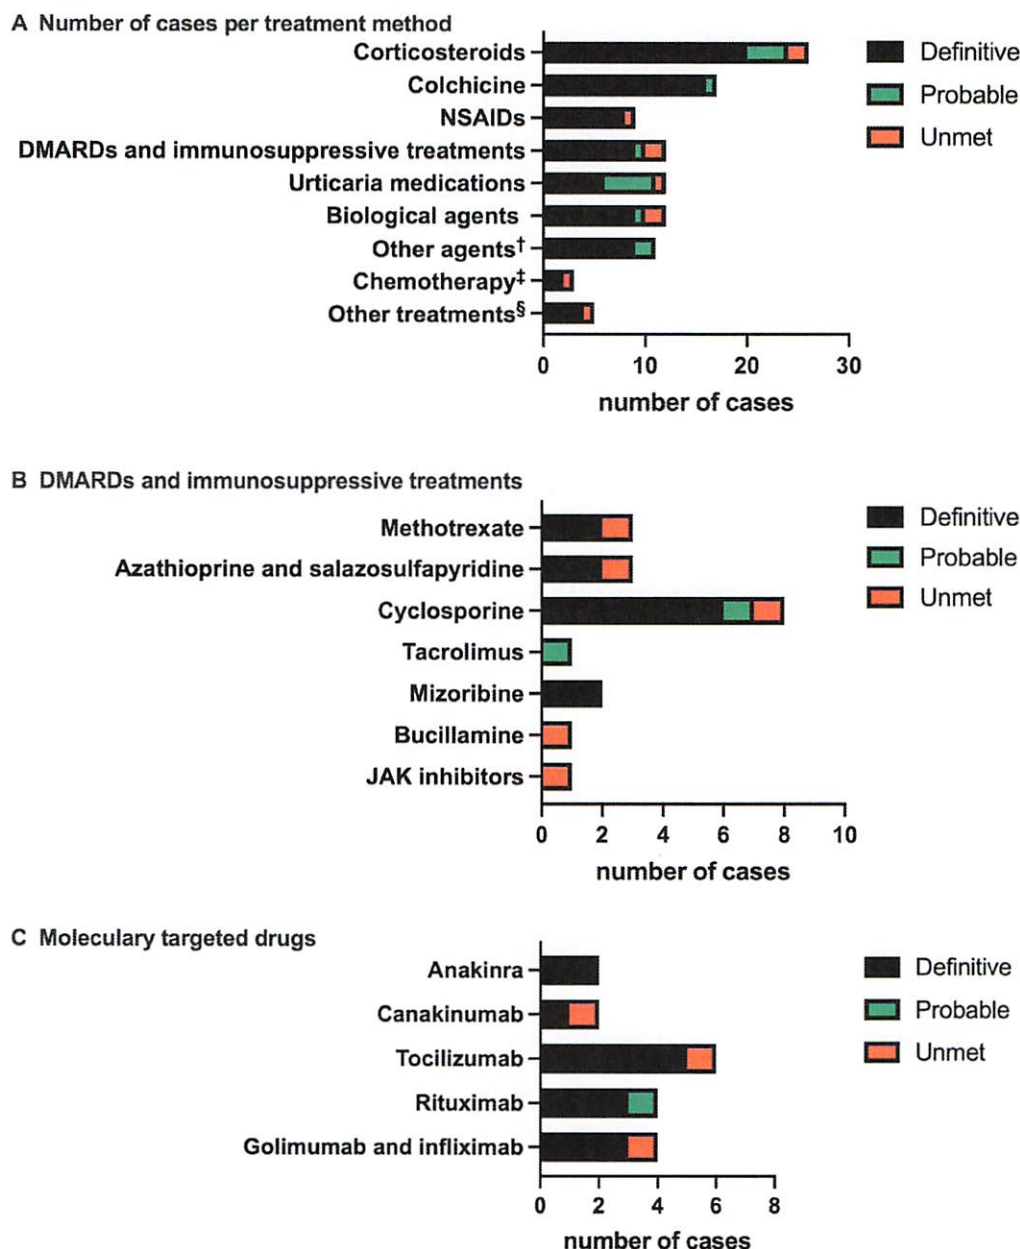 A Number of cases per treatment method
Corticosteroids
Colchicine
NSAIDs
DMARDs and immunosuppressive treatments
Urticaria medications
Biological agents
Other agents†
Chemotherapy‡
Other treatments§
0 10 20 30
number of cases
Definitive
Probable
Unmet
B DMARDs and immunosuppressive treatments
Methotrexate
Azathioprine and salazosulfapyridine
Cyclosporine
Tacrolimus
Mizoribine
Bucillamine
JAK inhibitors
0 2 4 6 8 10
number of cases
Definitive
Probable
Unmet
C Moleculary targeted drugs
Anakinra
Canakinumab
Tocilizumab
Rituximab
Golimumab and infliximab
0 2 4 6 8
number of cases
Definitive
Probable
Unmet